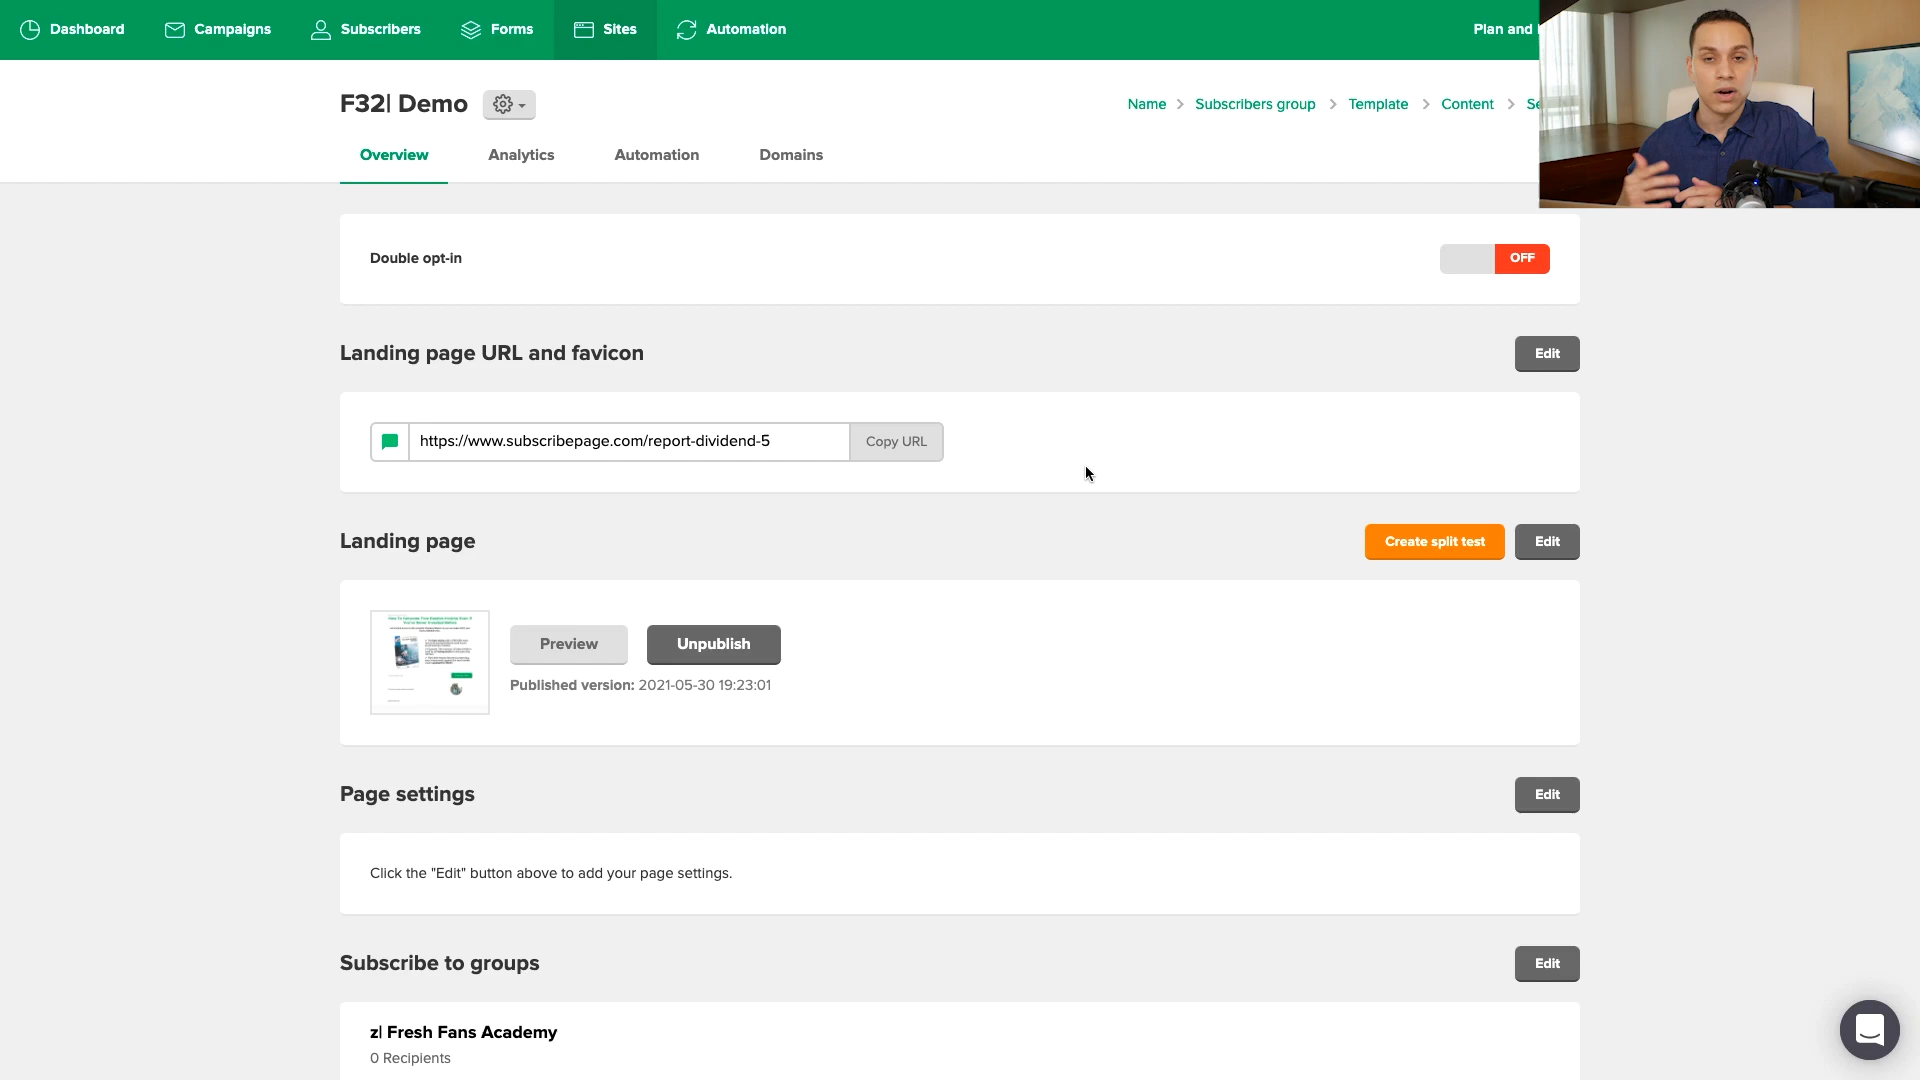 Dashboard
Campaigns
Subscribers
Forms
Sites
Automation
Plan and
F32| Demo
Name > Subscribers group > Template > Content >
Overview
Analytics
Automation
Domains
Double opt-in
OFF
Landing page URL and favicon
Edit
https://www.subscribepage.com/report-dividend-5
Copy URL
Landing page
Create split test
Edit
Preview
Unpublish
Published version: 2021-05-30 19:23:01
Page settings
Edit
Click the "Edit" button above to add your page settings.
Subscribe to groups
Edit
z| Fresh Fans Academy
0 Recipients